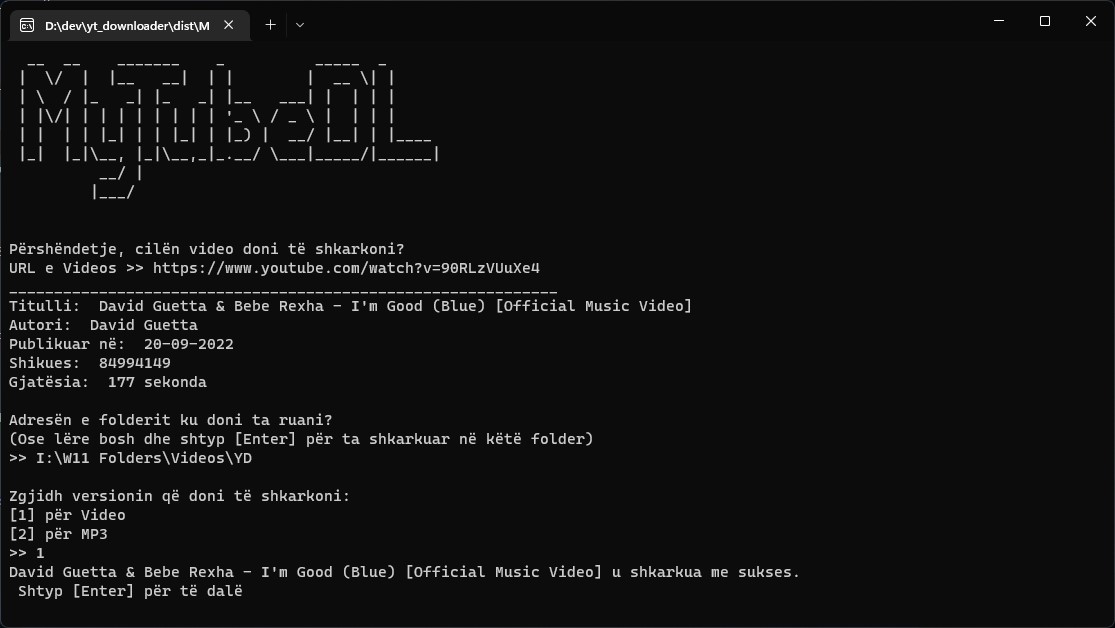 D:\dev\yt_downloader\dist\M
MyTubeDL
Përshëndetje, cilën video doni të shkarkoni?
URL e Videos >> https://www.youtube.com/watch?v=90RLzVUuXe4
_____________________________________________________________
Titulli:  David Guetta & Bebe Rexha - I'm Good (Blue) [Official Music Video]
Autori:  David Guetta
Publikuar në:  20-09-2022
Shikues:  84994149
Gjatësia:  177 sekonda
Adresën e folderit ku doni ta ruani?
(Ose lëre bosh dhe shtyp [Enter] për ta shkarkuar në këtë folder)
>> I:\W11 Folders\Videos\YD
Zgjidh versionin që doni të shkarkoni:
[1] për Video
[2] për MP3
>> 1
David Guetta & Bebe Rexha - I'm Good (Blue) [Official Music Video] u shkarkua me sukses.
Shtyp [Enter] për të dalë